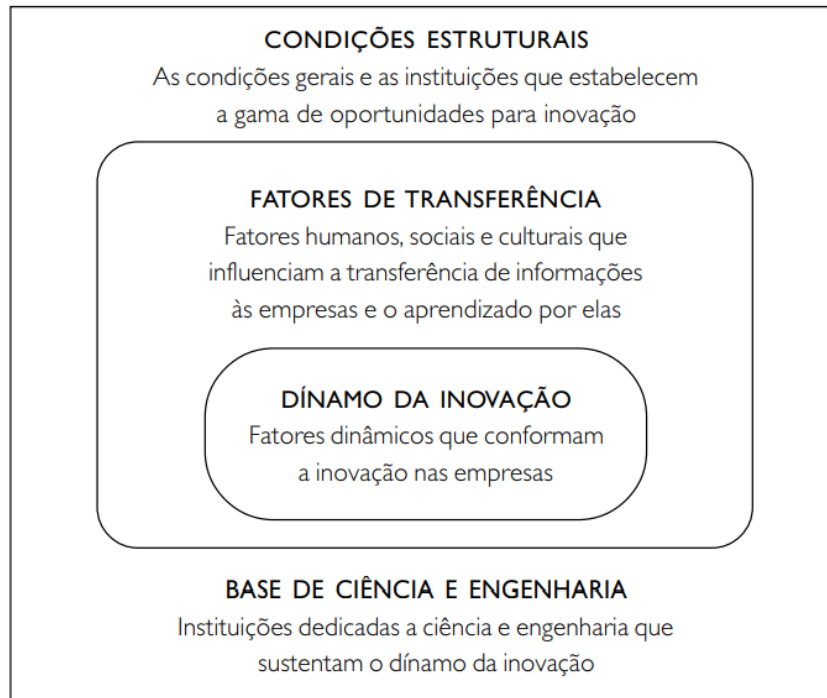 CONDIÇÕES ESTRUTURAIS
As condições gerais e as instituições que estabelecem
a gama de oportunidades para inovação
FATORES DE TRANSFERÊNCIA
Fatores humanos, sociais e culturais que
influenciam a transferência de informações
às empresas e o aprendizado por elas
DÍNAMO DA INOVAÇÃO
Fatores dinâmicos que conformam
a inovação nas empresas
BASE DE CIÊNCIA E ENGENHARIA
Instituições dedicadas a ciência e engenharia que
sustentam o dínamo da inovação